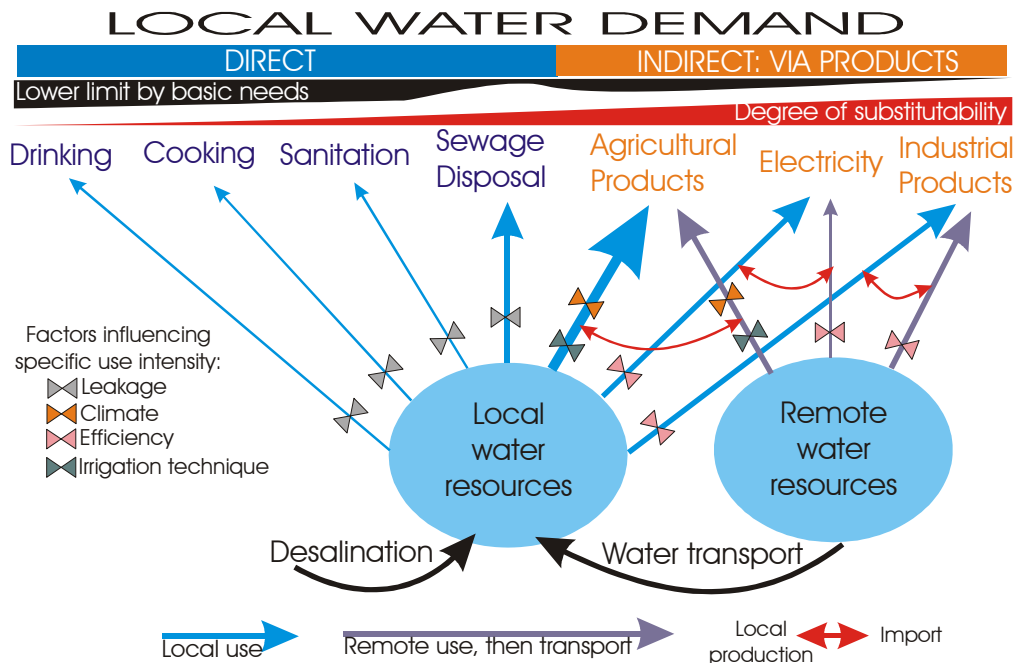 LOCAL WATER DEMAND
DIRECT
INDIRECT: VIA PRODUCTS
Lower limit by basic needs
Degree of substitutability
Drinking
Cooking
Sanitation
Sewage
Disposal
Agricultural
Products
Electricity
Industrial
Products
Factors influencing
specific use intensity:
Leakage
Climate
Efficiency
Irrigation technique
Local
water
resources
Remote
water
resources
Desalination
Water transport
Local use
Remote use, then transport
Local
production
Import